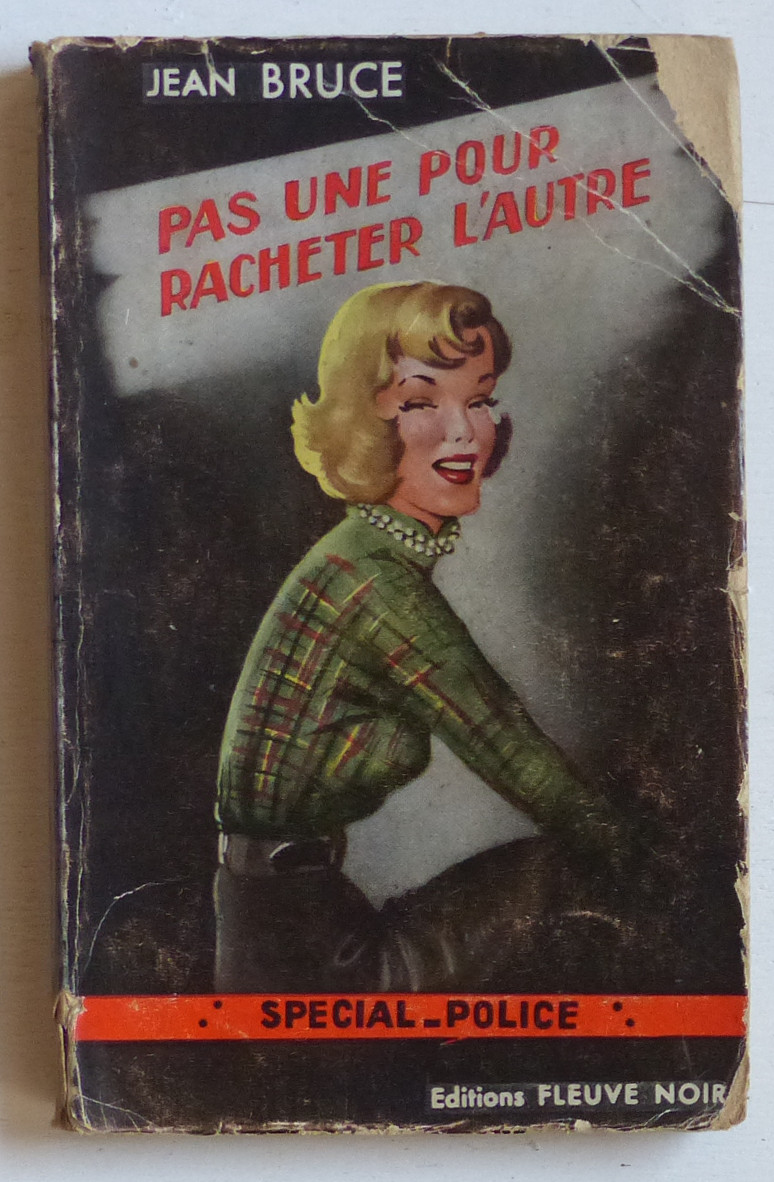 JEAN BRUCE
PAS UNE POUR
RACHETER L'AUTRE
SPECIAL-POLICE
Editions FLEUVE NOIR